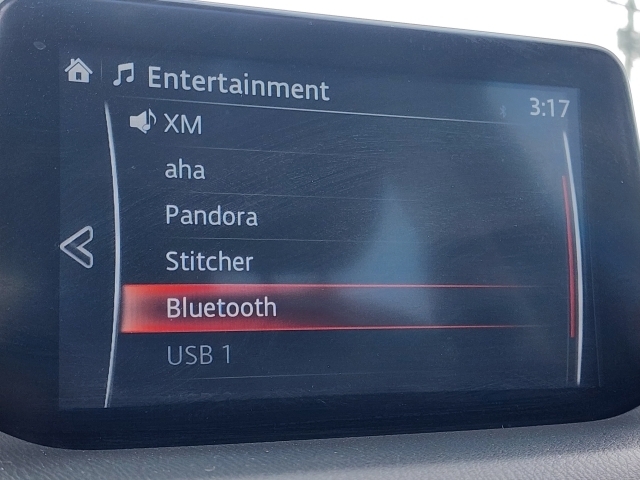 Entertainment
3:17
XM
aha
Pandora
Stitcher
Bluetooth
USB 1